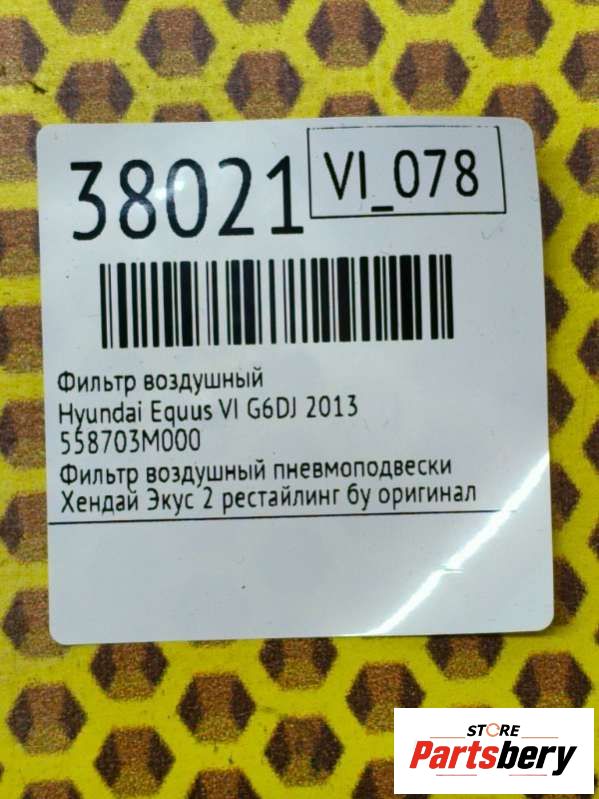 38021
VI_078
Фильтр воздушный
Hyundai Equus VI G6DJ 2013
558703M000
Фильтр воздушный пневмоподвески
Хендай Экус 2 рестайлинг бу оригинал
STORE
Partsbery